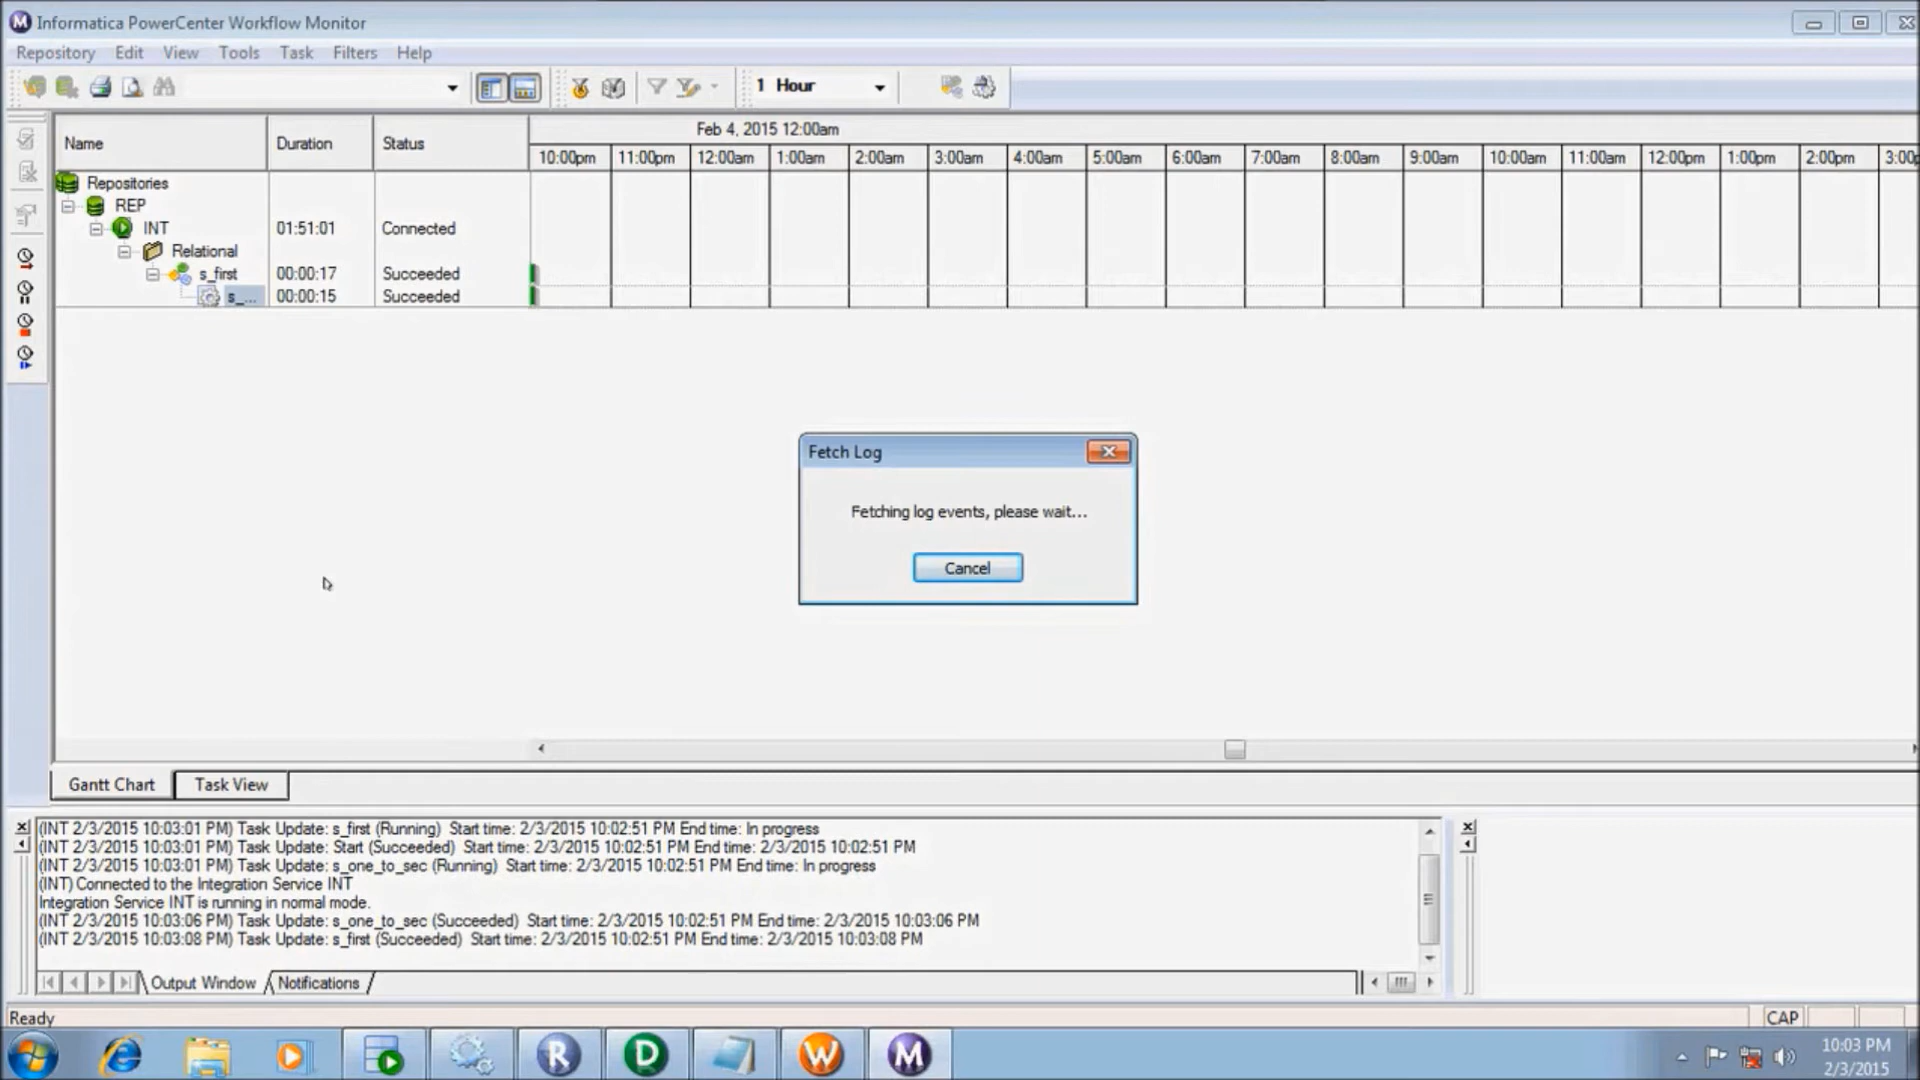 Informatica PowerCenter Workflow Monitor
Repository Edit View Tools Task Filters Help
1 Hour
Name Duration Status Feb 4, 2015 12:00am
10:00pm 11:00pm 12:00am 1:00am 2:00am 3:00am 4:00am 5:00am 6:00am 7:00am 8:00am 9:00am 10:00am 11:00am 12:00pm 1:00pm 2:00pm 3:00p
Repositories
REP
INT 01:51:01 Connected
Relational
s_first 00:00:17 Succeeded
s_... 00:00:15 Succeeded
Fetch Log
Fetching log events, please wait...
Cancel
Gantt Chart Task View
(INT 2/3/2015 10:03:01 PM) Task Update: s_first (Running) Start time: 2/3/2015 10:02:51 PM End time: In progress
(INT 2/3/2015 10:03:01 PM) Task Update: Start (Succeeded) Start time: 2/3/2015 10:02:51 PM End time: 2/3/2015 10:02:51 PM
(INT 2/3/2015 10:03:01 PM) Task Update: s_one_to_sec (Running) Start time: 2/3/2015 10:02:51 PM End time: In progress
(INT) Connected to the Integration Service INT
Integration Service INT is running in normal mode.
(INT 2/3/2015 10:03:06 PM) Task Update: s_one_to_sec (Succeeded) Start time: 2/3/2015 10:02:51 PM End time: 2/3/2015 10:03:06 PM
(INT 2/3/2015 10:03:08 PM) Task Update: s_first (Succeeded) Start time: 2/3/2015 10:02:51 PM End time: 2/3/2015 10:03:08 PM
Output Window Notifications
Ready CAP
R D W M
10:03 PM
2/3/2015